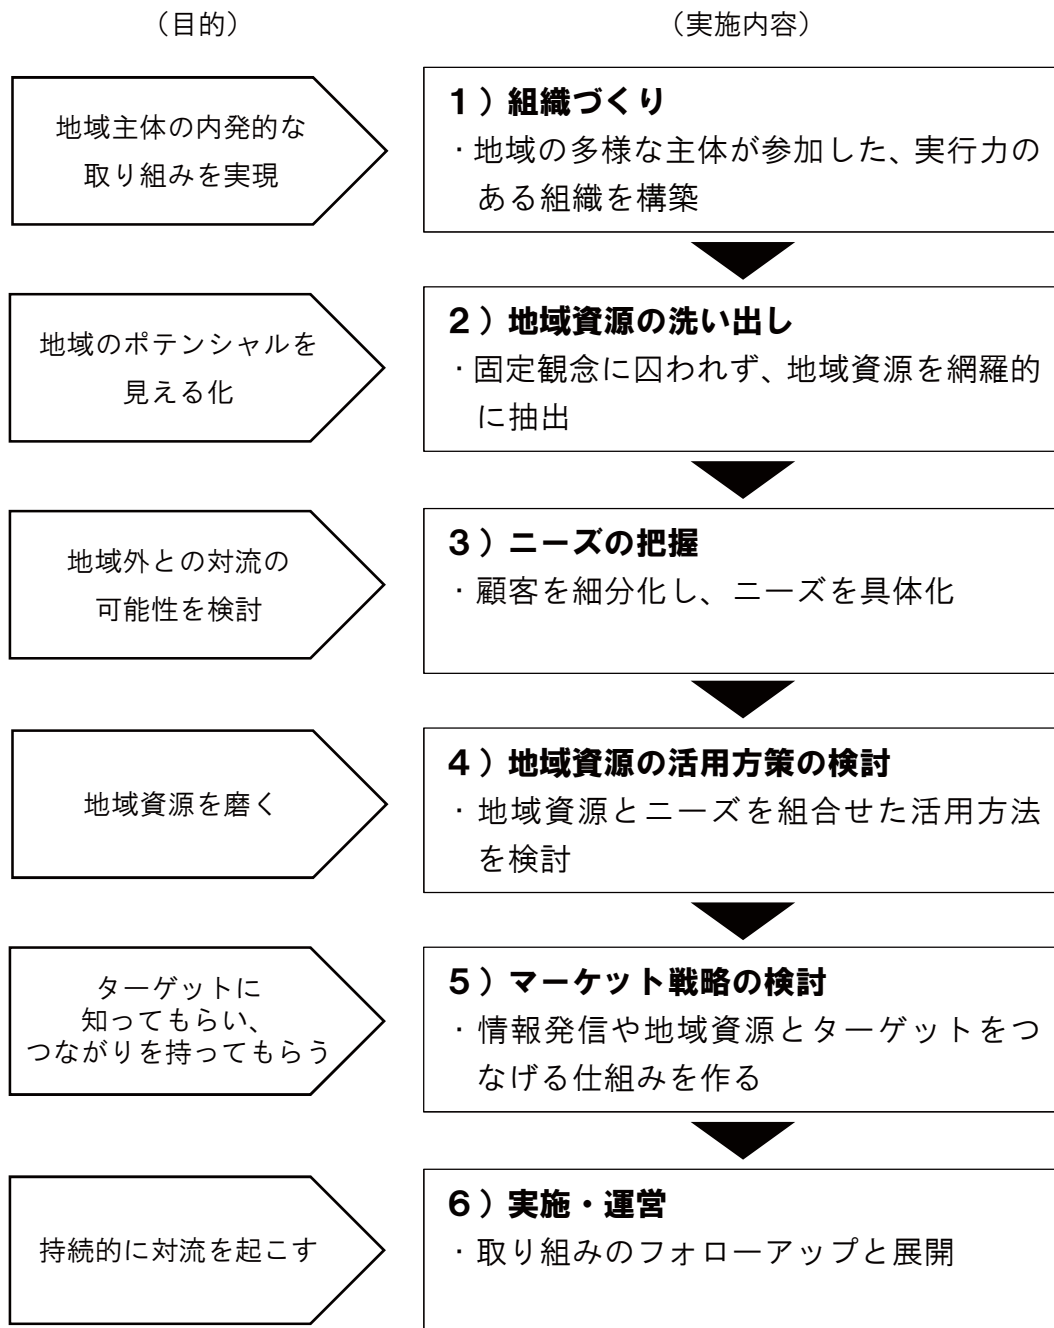 （目的）
（実施内容）
地域主体の内発的な
取り組みを実現
１）組織づくり
・地域の多様な主体が参加した、実行力の
ある組織を構築
地域のポテンシャルを
見える化
２）地域資源の洗い出し
・固定観念に囚われず、地域資源を網羅的
に抽出
地域外との対流の
可能性を検討
３）ニーズの把握
・顧客を細分化し、ニーズを具体化
地域資源を磨く
４）地域資源の活用方策の検討
・地域資源とニーズを組合せた活用方法
を検討
ターゲットに
知ってもらい、
つながりを持ってもらう
５）マーケット戦略の検討
・情報発信や地域資源とターゲットをつ
なげる仕組みを作る
持続的に対流を起こす
６）実施・運営
・取り組みのフォローアップと展開